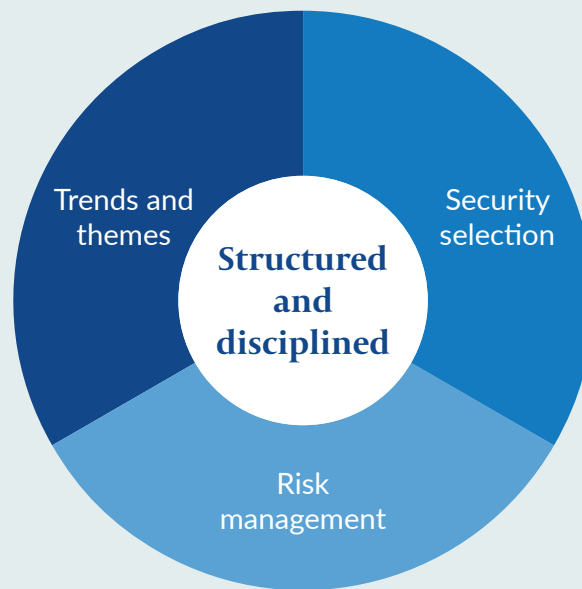 Trends and
themes
Security
selection
Structured
and
disciplined
Risk
management